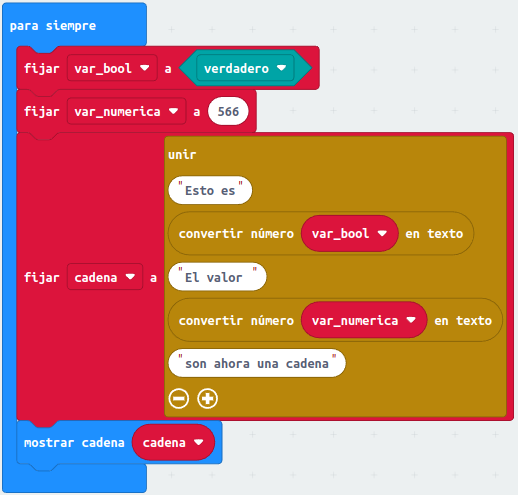 para siempre
fijar var_bool a verdadero
fijar var_numerica a 566
unir
"Esto es"
convertir número var_bool en texto
fijar cadena a "El valor "
convertir número var_numerica en texto
"son ahora una cadena"
mostrar cadena cadena